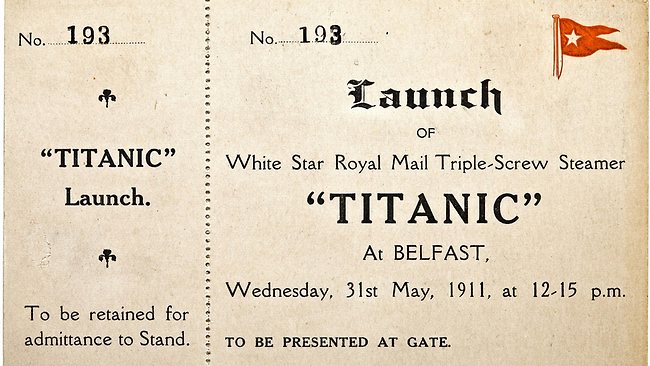 No. 193
“TITANIC”
Launch.
To be retained for
admittance to Stand.
No. 193
Launch
OF
White Star Royal Mail Triple-Screw Steamer
“TITANIC”
At BELFAST,
Wednesday, 31st May, 1911, at 12-15 p.m.
TO BE PRESENTED AT GATE.